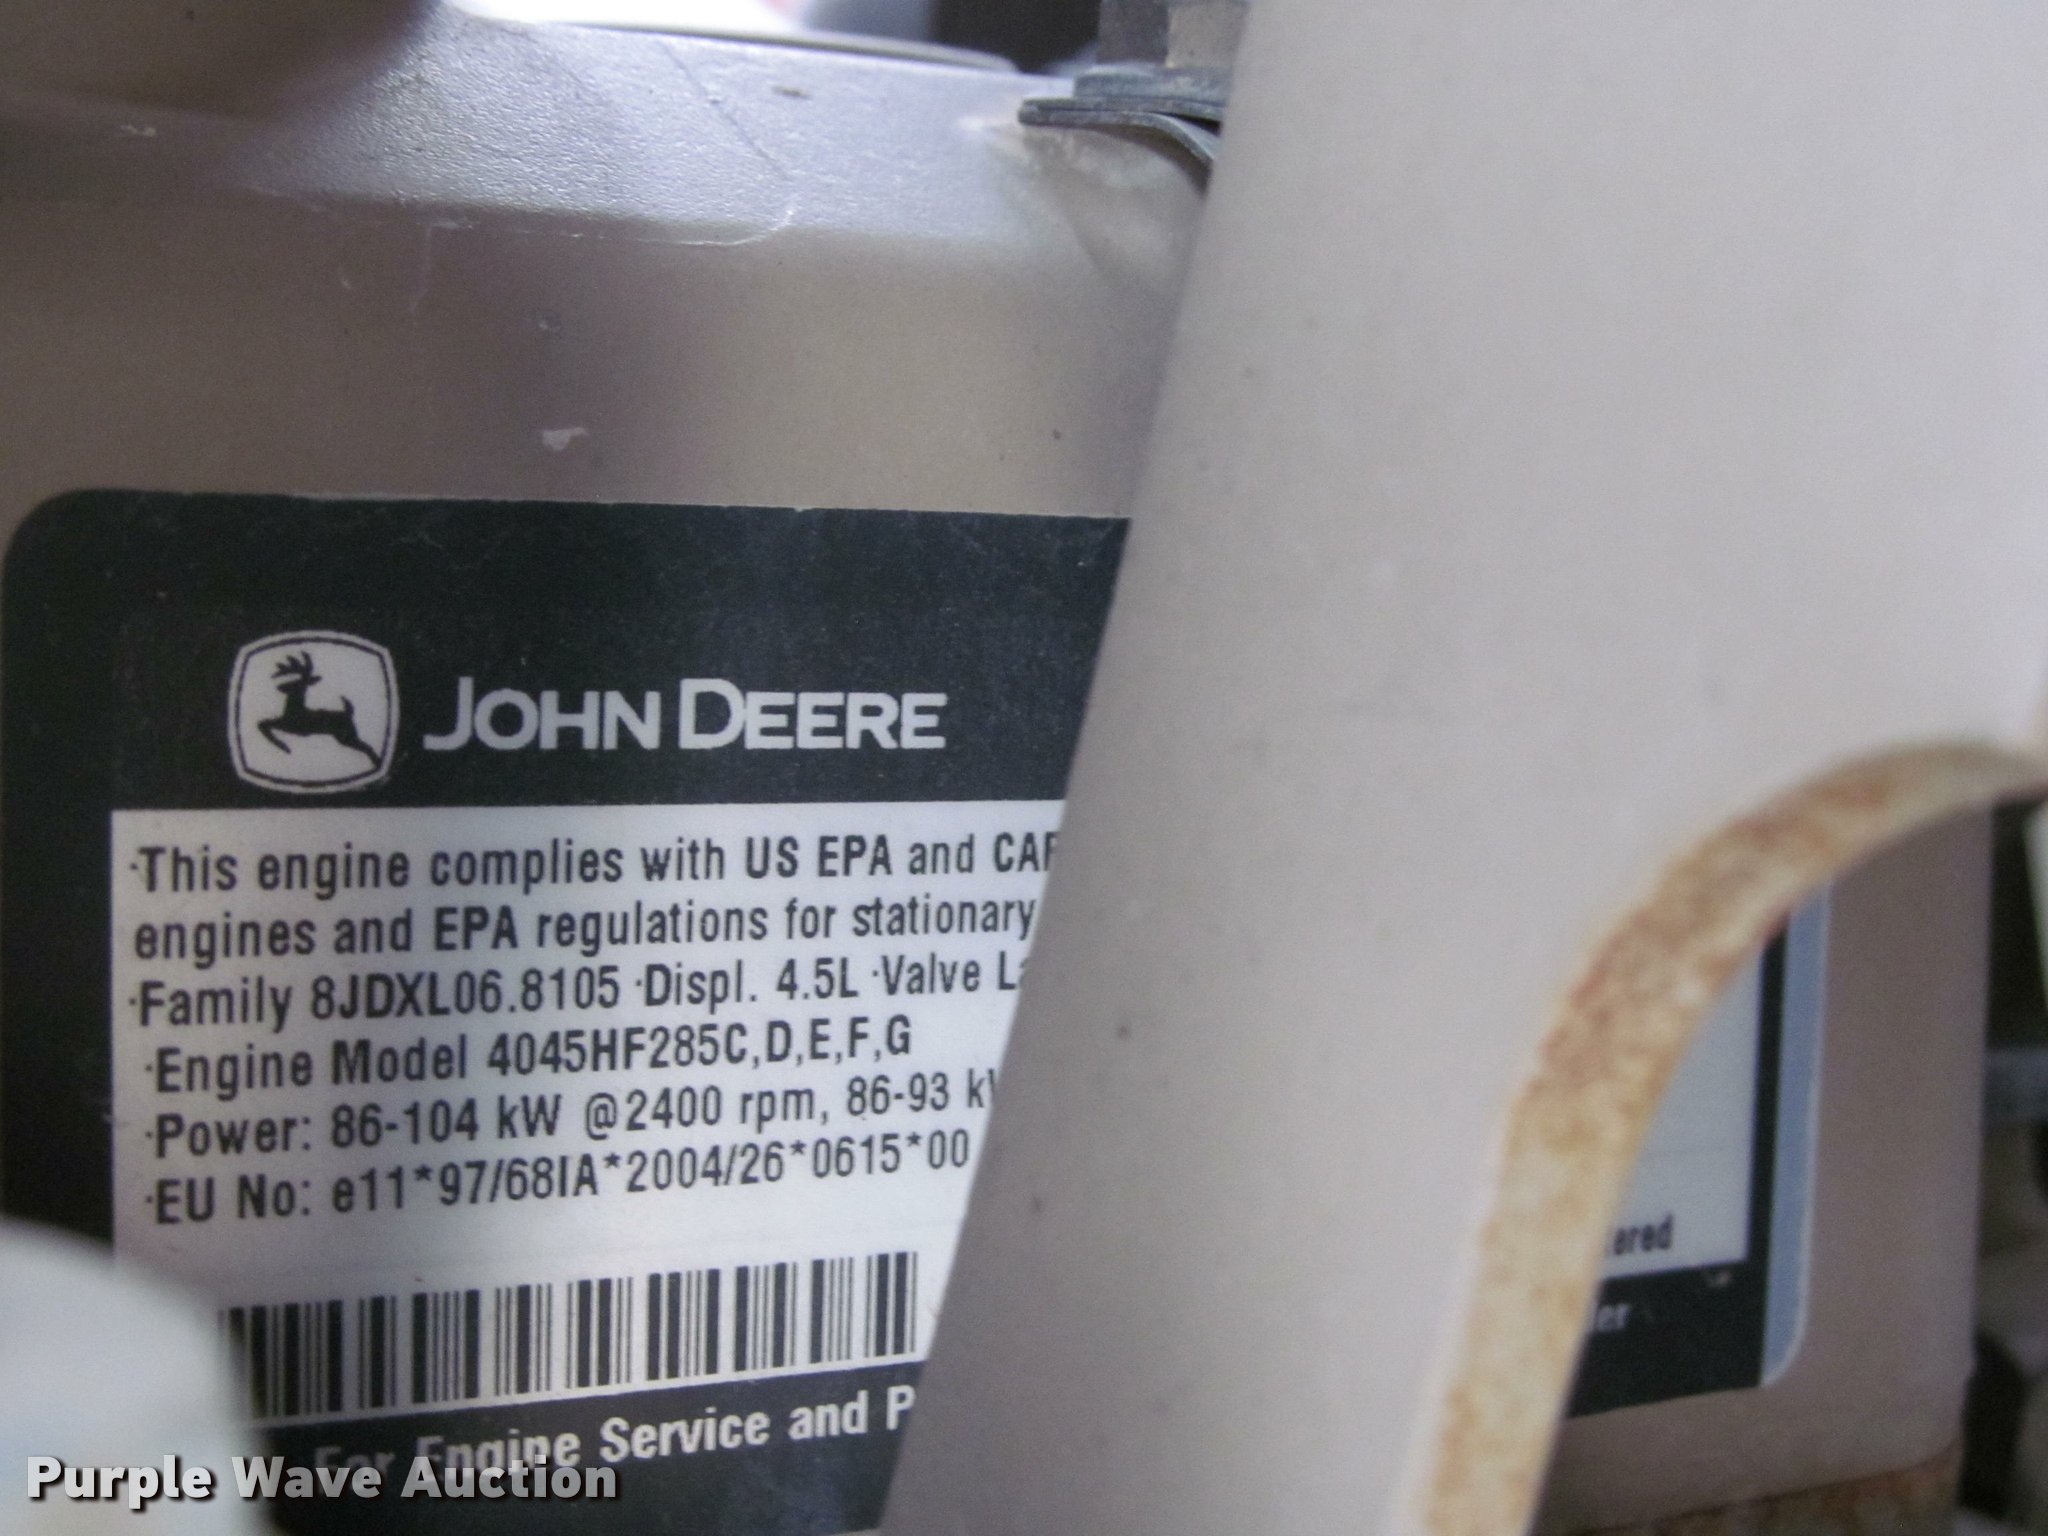 JOHN DEERE
·This engine complies with US EPA and CAR
engines and EPA regulations for stationary
·Family 8JDXL06.8105 ·Displ. 4.5L ·Valve La
·Engine Model 4045HF285C,D,E,F,G
·Power: 86-104 kW @2400 rpm, 86-93 kW
·EU No: e11*97/68IA*2004/26*0615*00
ered
er
For Engine Service and P
Purple Wave Auction